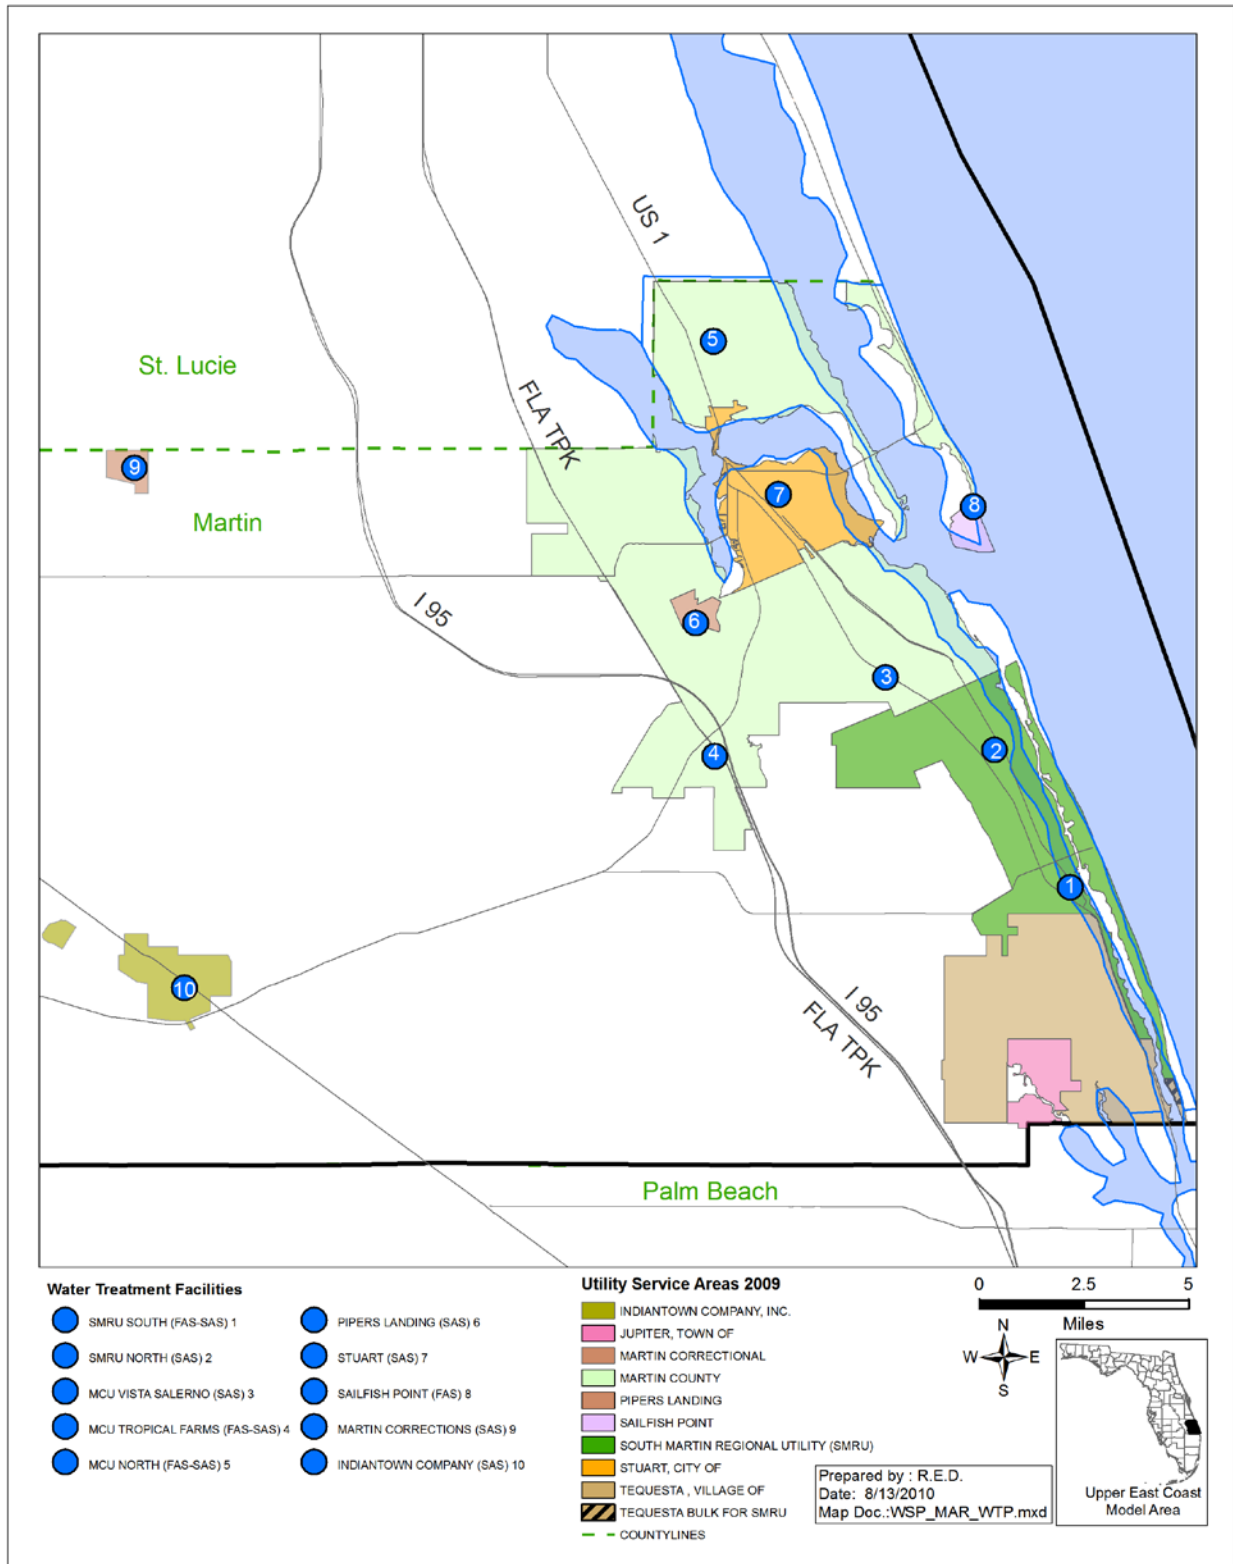 US 1
5
St. Lucie
FLA TPK
9
7
8
Martin
I 95
6
3
2
4
1
10
I 95
FLA TPK
Palm Beach
Water Treatment Facilities
SMRU SOUTH (FAS-SAS) 1
SMRU NORTH (SAS) 2
MCU VISTA SALERNO (SAS) 3
MCU TROPICAL FARMS (FAS-SAS) 4
MCU NORTH (FAS-SAS) 5
PIPERS LANDING (SAS) 6
STUART (SAS) 7
SAILFISH POINT (FAS) 8
MARTIN CORRECTIONS (SAS) 9
INDIANTOWN COMPANY (SAS) 10
Utility Service Areas 2009
INDIANTOWN COMPANY, INC.
JUPITER, TOWN OF
MARTIN CORRECTIONAL
MARTIN COUNTY
PIPERS LANDING
SAILFISH POINT
SOUTH MARTIN REGIONAL UTILITY (SMRU)
STUART, CITY OF
TEQUESTA , VILLAGE OF
TEQUESTA BULK FOR SMRU
COUNTYLINES
0 2.5 5
Miles
N
W E
S
Prepared by : R.E.D.
Date: 8/13/2010
Map Doc.:WSP_MAR_WTP.mxd
Upper East Coast
Model Area